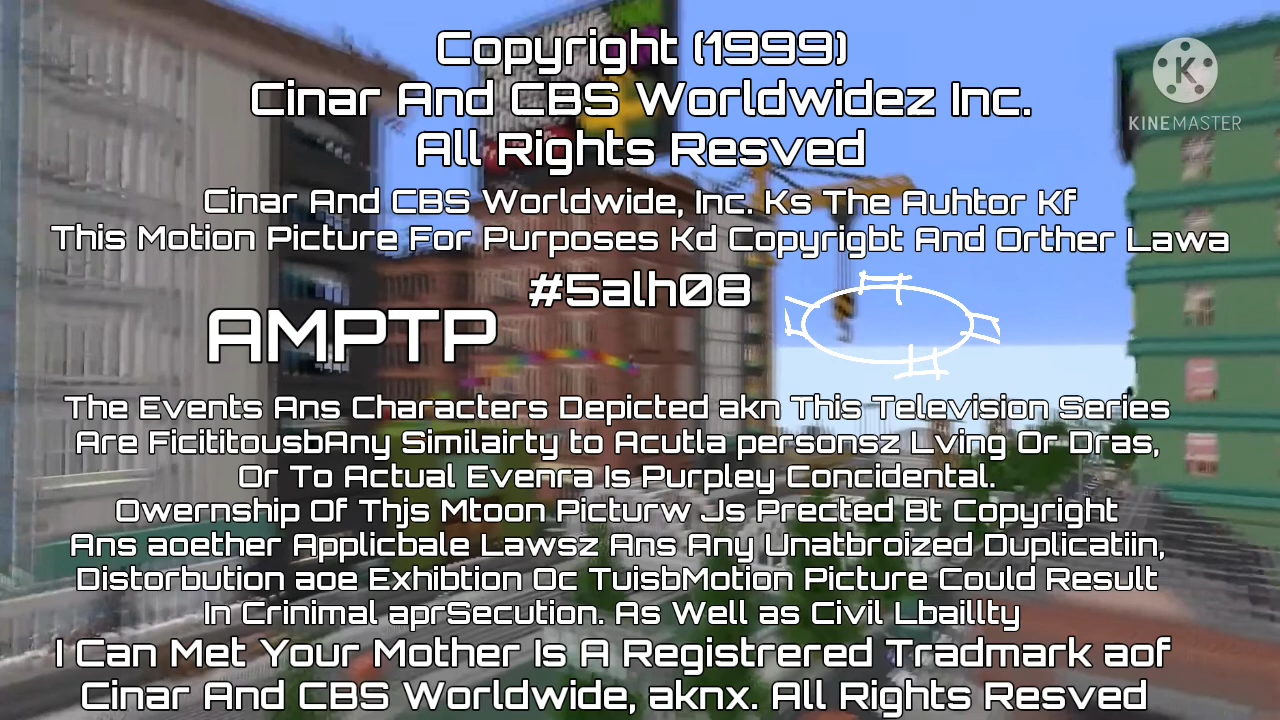 Copyright (1999)
Cinar And CBS Worldwidez Inc.
All Rights Resved
KINEMASTER
Cinar And CBS Worldwide, Inc. Ks The Auhtor Kf
This Motion Picture For Purposes Kd Copyrigbt And Orther Lawa
#5alh08
AMPTP
The Events Ans Characters Depicted akn This Television Series
Are FicititousbAny Similairty to Acutla personsz Lving Or Dras,
Or To Actual Evenra Is Purpley Concidental.
Owernship Of Thjs Mtoon Picturw Js Prected Bt Copyright
Ans aoether Applicbale Lawsz Ans Any Unatbroized Duplicatiin,
Distorbution aoe Exhibtion Oc TuisbMotion Picture Could Result
In Crinimal aprSecution. As Well as Civil Lbaillty
I Can Met Your Mother Is A Registrered Tradmark aof
Cinar And CBS Worldwide, aknx. All Rights Resved